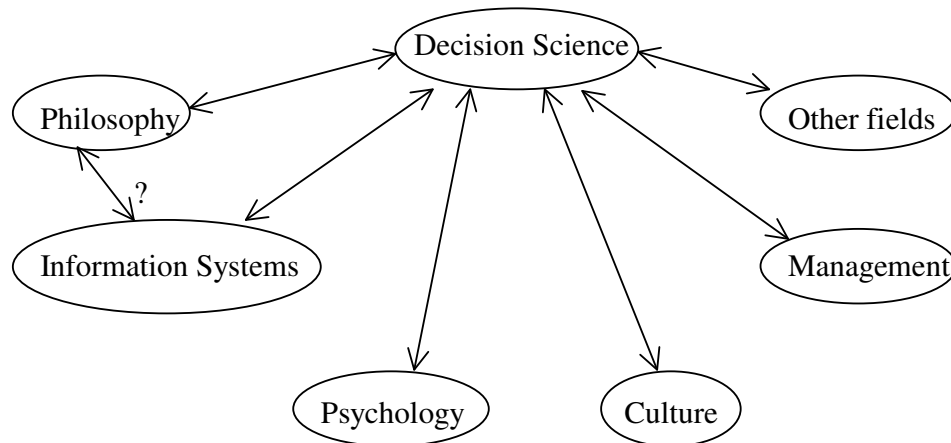 Decision Science
Philosophy
Other fields
?
Information Systems
Management
Psychology
Culture